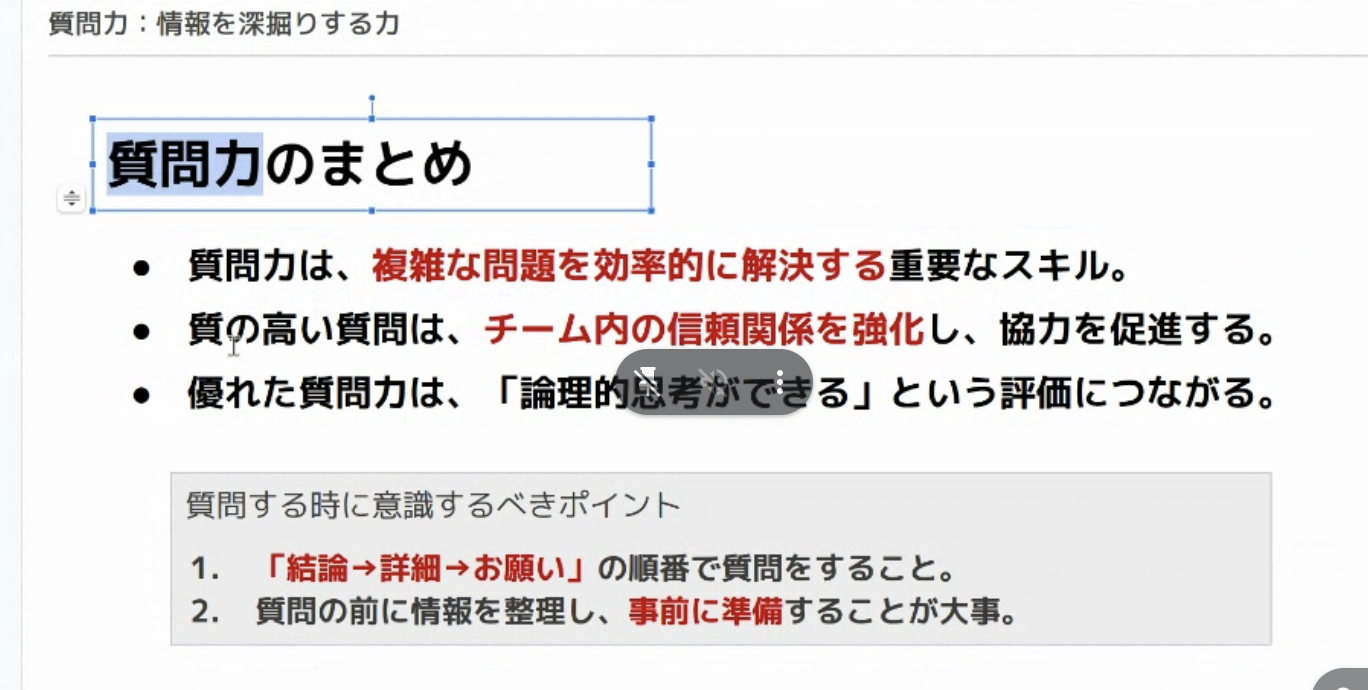 質問力：情報を深掘りする力
質問力のまとめ
● 質問力は、複雑な問題を効率的に解決する重要なスキル。
● 質の高い質問は、チーム内の信頼関係を強化し、協力を促進する。
● 優れた質問力は、「論理的思考ができる」という評価につながる。
質問する時に意識するべきポイント
1. 「結論→詳細→お願い」の順番で質問をすること。
2. 質問の前に情報を整理し、事前に準備することが大事。